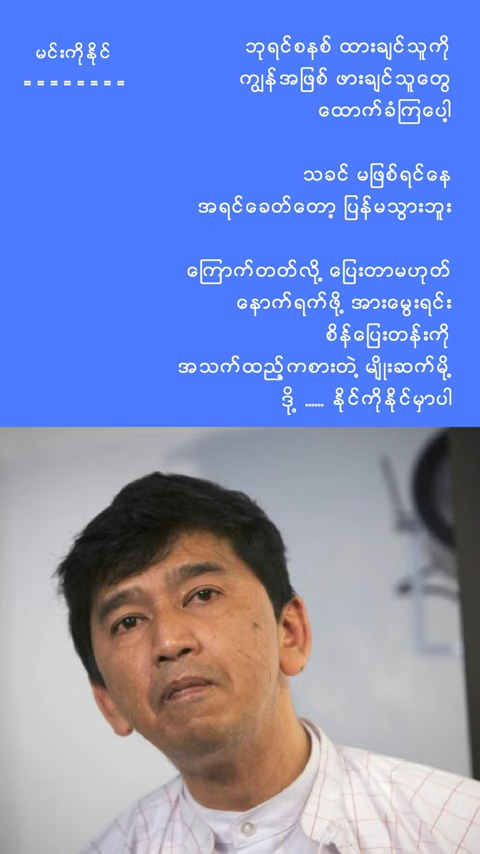 မင်းကိုနိုင်
========
ဘုရင်စနစ် ထားချင်သူကို
ကျွန်အဖြစ် ဖားချင်သူတွေ
ထောက်ခံကြပေါ့
သခင် မဖြစ်ရင်နေ
အရင်ခေတ်တော့ ပြန်မသွားဘူး
ကြောက်တတ်လို့ ပြေးတာမဟုတ်
နောက်ရက်ဖို့ အားမွေးရင်း
စိန်ပြေးတန်းကို
အသက်ထည့်ကစားတဲ့ မျိုးဆက်မို့
ဒို့ ...... နိုင်ကိုနိုင်မှာပါ